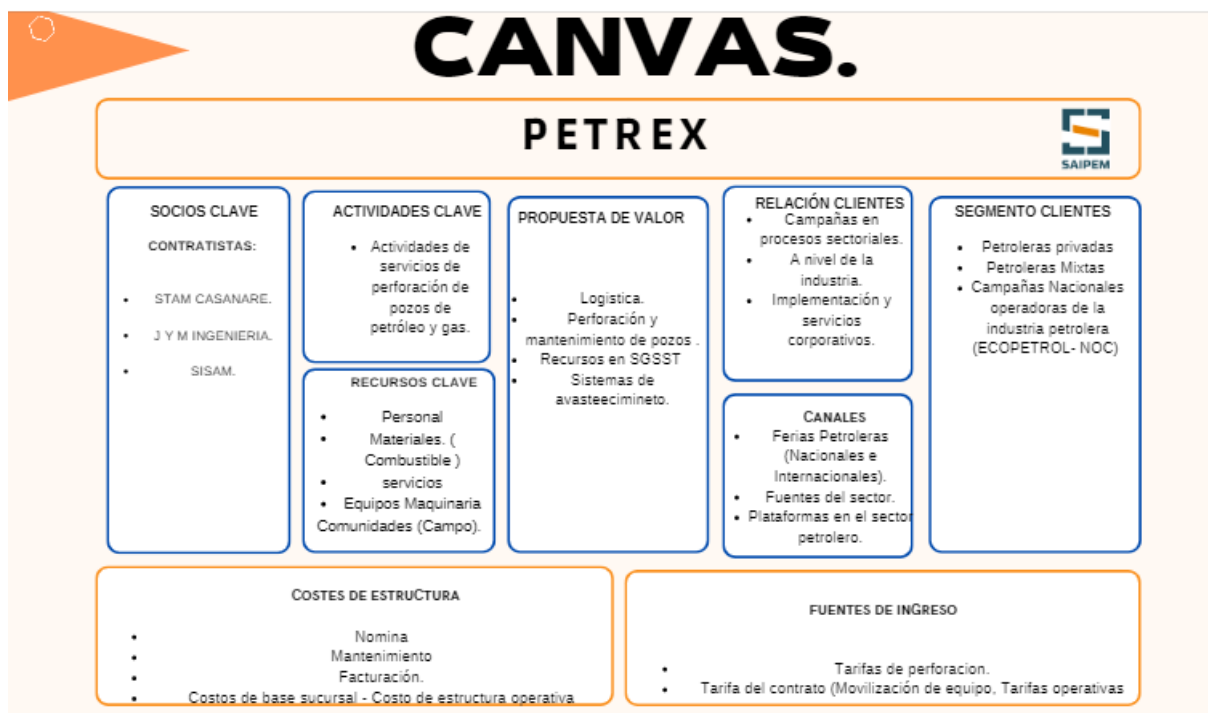 CANVAS.
PETREX
SAIPEM
SOCIOS CLAVE
CONTRATISTAS:
• STAM CASANARE.
• J Y M INGENIERIA.
• SISAM.
ACTIVIDADES CLAVE
• Actividades de
servicios de
perforación de
pozos de
petróleo y gas.
RECURSOS CLAVE
• Personal
• Materiales. (
Combustible )
• servicios
• Equipos Maquinaria
Comunidades (Campo).
PROPUESTA DE VALOR
• Logistica.
• Perforación y
mantenimiento de pozos .
• Recursos en SGSST
• Sistemas de
avasteecimineto.
RELACIÓN CLIENTES
• Campañas en
procesos sectoriales.
• A nivel de la
industria.
• Implementación y
servicios
corporativos.
CANALES
• Ferias Petroleras
(Nacionales e
Internacionales).
• Fuentes del sector.
• Plataformas en el sector
petrolero.
SEGMENTO CLIENTES
• Petroleras privadas
• Petroleras Mixtas
• Campañas Nacionales
operadoras de la
industria petrolera
(ECOPETROL- NOC)
COSTES DE ESTRUCTURA
• Nomina
• Mantenimiento
• Facturación.
• Costos de base sucursal - Costo de estructura operativa
FUENTES DE INGRESO
• Tarifas de perforacion.
• Tarifa del contrato (Movilización de equipo, Tarifas operativas